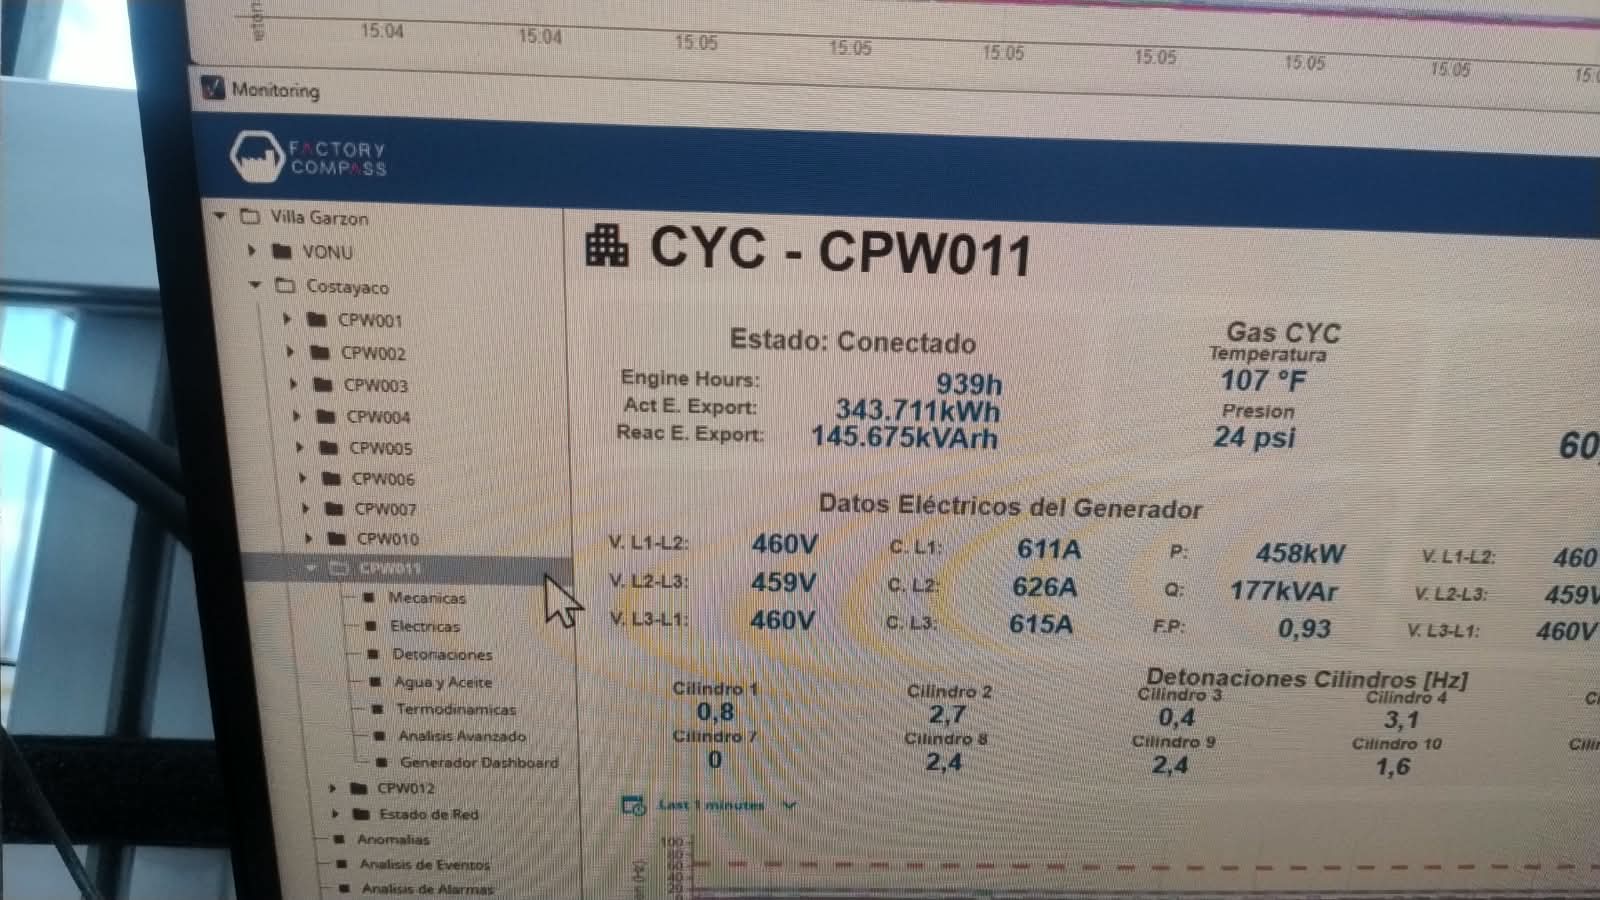 15:04 15:04 15:05 15:05 15:05 15:05 15:05 15:05
Monitoring
FACTORY
COMPASS
Villa Garzon
VONU
Costayaco
CPW001
CPW002
CPW003
CPW004
CPW005
CPW006
CPW007
CPW010
CPW011
Mecanicas
Electricas
Detonaciones
Agua y Aceite
Termodinamicas
Analisis Avanzado
Generador Dashboard
CPW012
Estado de Red
Anomalias
Analisis de Eventos
Analisis de Alarmas
CYC - CPW011
Estado: Conectado
Engine Hours: 939h
Act E. Export: 343.711kWh
Reac E. Export: 145.675kVArh
Gas CYC
Temperatura
107 °F
Presion
24 psi
60
Datos Eléctricos del Generador
V. L1-L2: 460V C. L1: 611A P: 458kW V. L1-L2: 460
V. L2-L3: 459V C. L2: 626A Q: 177kVAr V. L2-L3: 459V
V. L3-L1: 460V C. L3: 615A F.P: 0,93 V. L3-L1: 460V
Detonaciones Cilindros [Hz]
Cilindro 1 Cilindro 2 Cilindro 3 Cilindro 4
0,8 2,7 0,4 3,1
Cilindro 7 Cilindro 8 Cilindro 9 Cilindro 10
0 2,4 2,4 1,6
Last 1 minutes
100
80
60
40
20